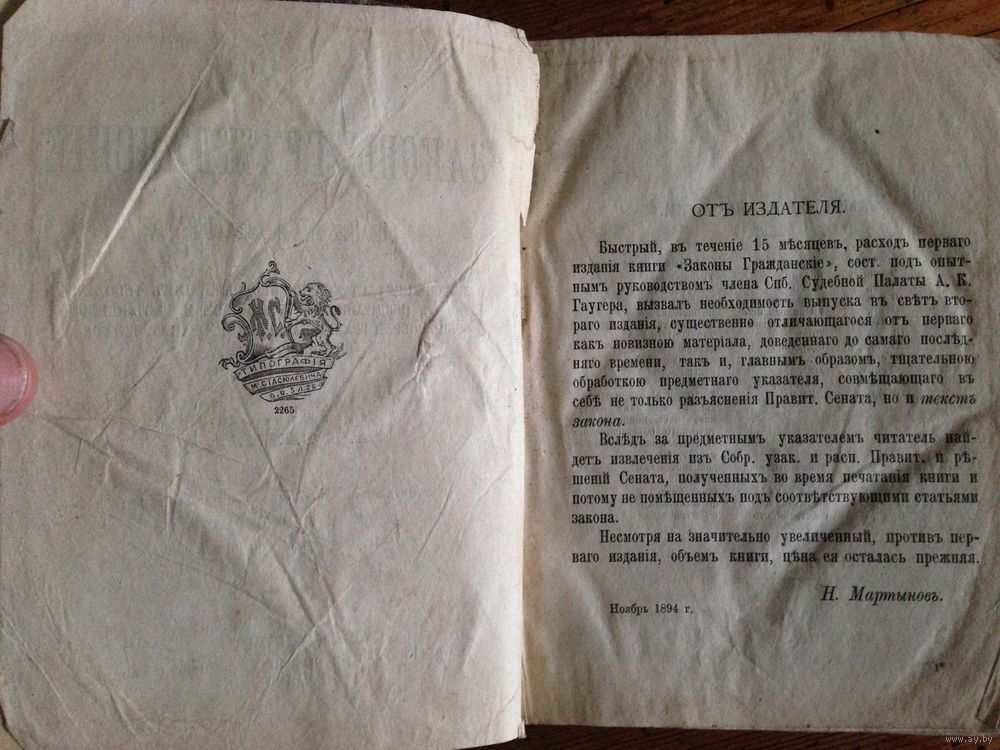 М. С.
ТИПОГРАФІЯ
М. СТАСЮЛЕВИЧА
В. О. 5 Л. 28
2265
ОТЪ ИЗДАТЕЛЯ.
Быстрый, въ теченіе 15 мѣсяцевъ, расходъ перваго
изданія книги «Законы Гражданскіе», сост. подъ опыт-
нымъ руководствомъ члена Спб. Судебной Палаты А. К.
Гаугера, вызвалъ необходимость выпуска въ свѣтъ вто-
раго изданія, существенно отличающагося отъ перваго
какъ новизною матеріала, доведеннаго до самаго послѣд-
няго времени, такъ и, главнымъ образомъ, тщательною
обработкою предметнаго указателя, совмѣщающаго въ
себѣ не только разъясненія Правит. Сената, но и текстъ
закона.
Вслѣдъ за предметнымъ указателемъ читатель най-
детъ извлеченія изъ Собр. узак. и расп. Правит. и рѣ-
шеній Сената, полученныхъ во время печатанія книги и
потому не помѣщенныхъ подъ соотвѣтствующими статьями
закона.
Несмотря на значительно увеличенный, противъ пер-
ваго изданія, объемъ книги, цѣна ея осталась прежняя.
Н. Мартыновъ.
Ноябрь 1894 г.
1*
www.ay.by